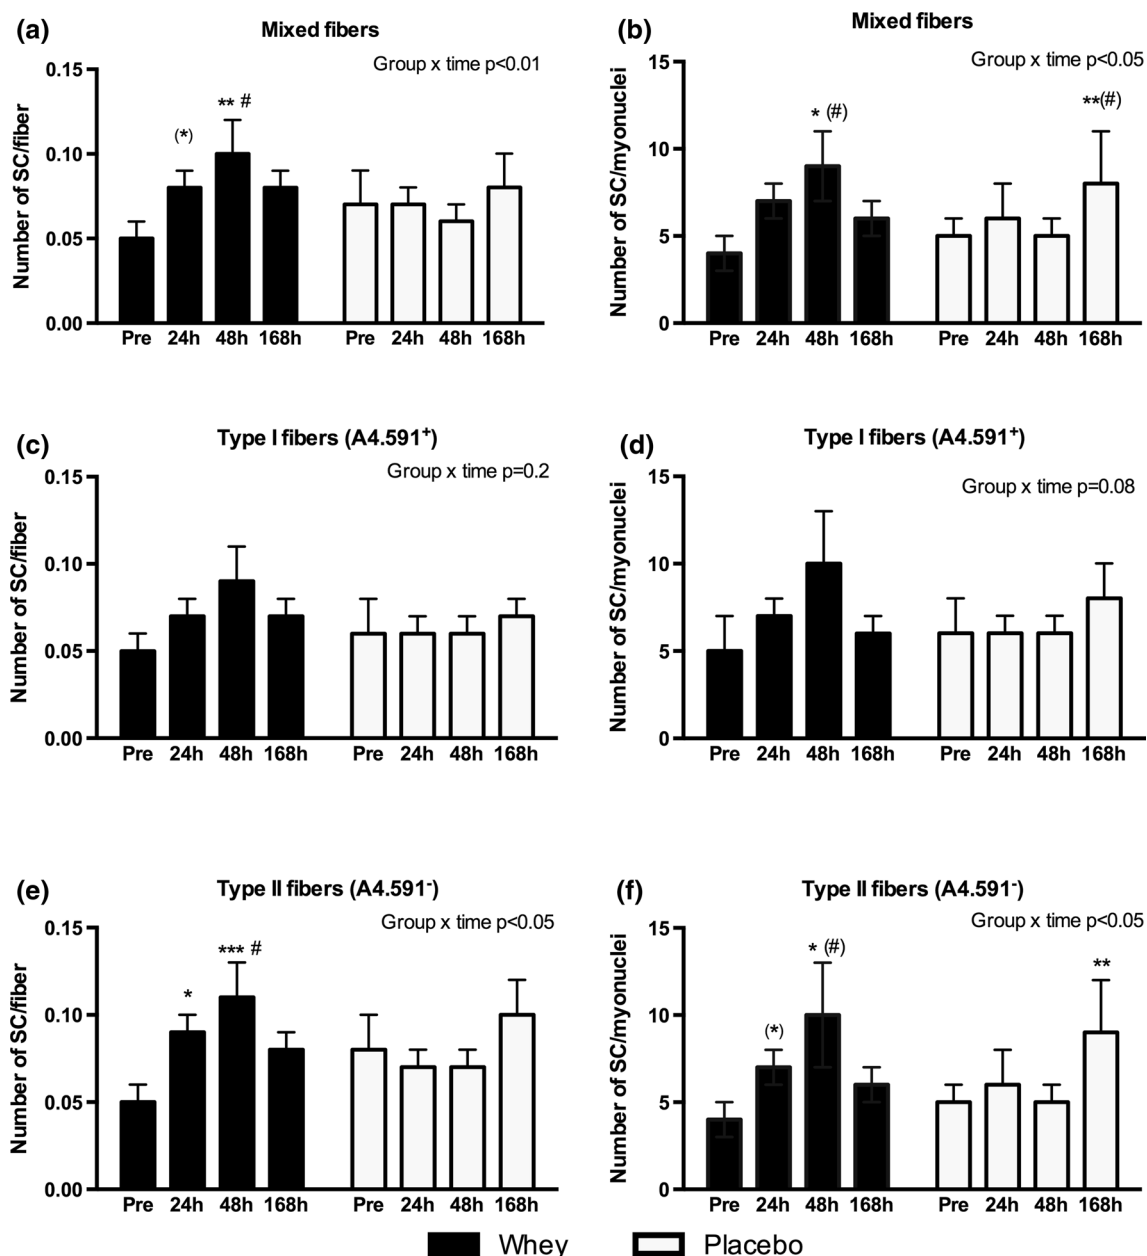 (a)
Mixed fibers
Group x time p<0.01
Number of SC/fiber
0.15
0.10
0.05
0.00
(*)
** #
Pre 24h 48h 168h Pre 24h 48h 168h
(b)
Mixed fibers
Group x time p<0.05
Number of SC/myonuclei
15
10
5
0
* (#)
**(#)
Pre 24h 48h 168h Pre 24h 48h 168h
(c)
Type I fibers (A4.591+)
Group x time p=0.2
Number of SC/fiber
0.15
0.10
0.05
0.00
Pre 24h 48h 168h Pre 24h 48h 168h
(d)
Type I fibers (A4.591+)
Group x time p=0.08
Number of SC/myonuclei
15
10
5
0
Pre 24h 48h 168h Pre 24h 48h 168h
(e)
Type II fibers (A4.591-)
Group x time p<0.05
Number of SC/fiber
0.15
0.10
0.05
0.00
*
*** #
Pre 24h 48h 168h Pre 24h 48h 168h
(f)
Type II fibers (A4.591-)
Group x time p<0.05
Number of SC/myonuclei
15
10
5
0
(*)
* (#)
**
Pre 24h 48h 168h Pre 24h 48h 168h
Whey Placebo